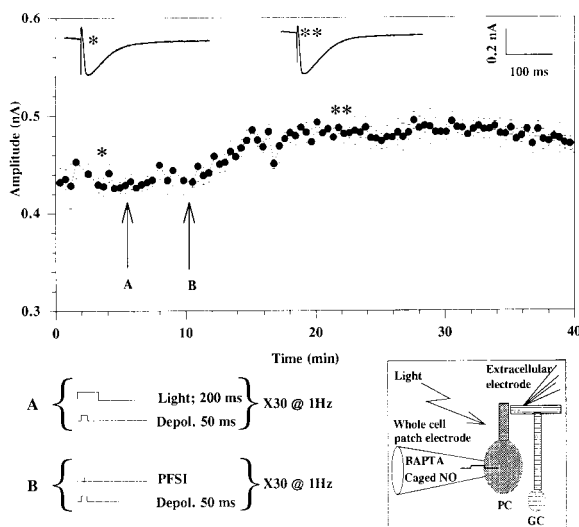 0.6
0.5
0.4
0.3
Amplitude (nA)
*
**
0.2 nA
100 ms
*
**
A
B
0
10
20
30
40
Time (min)
A
Light; 200 ms
Depol. 50 ms
X30 @ 1Hz
B
PFSI
Depol. 50 ms
X30 @ 1Hz
Light
Extracellular
electrode
Whole cell
patch electrode
BAPTA
Caged NO
PC
GC